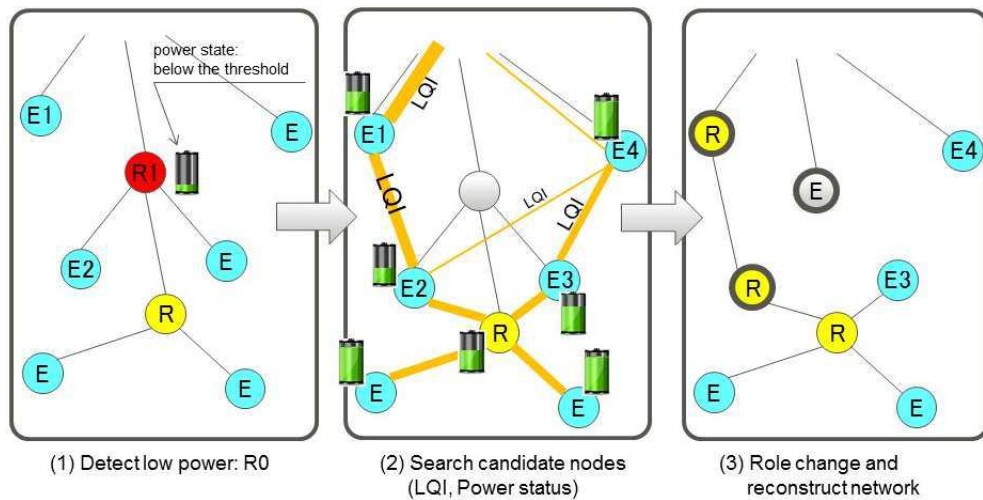 power state:
below the threshold
E1
E
R1
E2
E
R
E
E
(1) Detect low power: R0
LQI
E1
E4
LQI
LQI
LQI
E2
E3
R
E
E
(2) Search candidate nodes
(LQI, Power status)
R
E4
E
E3
R
R
E
E
(3) Role change and
reconstruct network